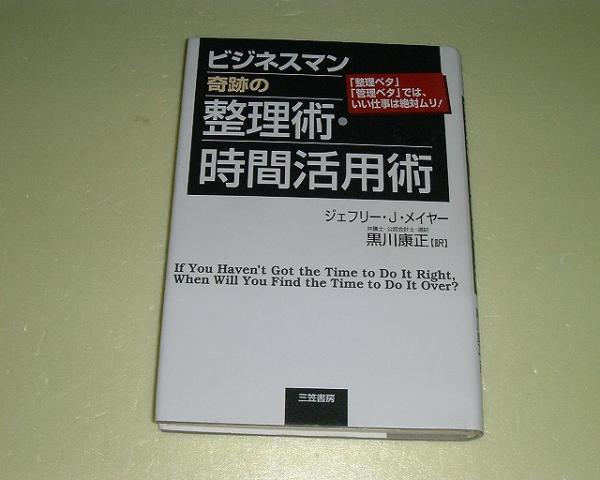 ビジネスマン
奇跡の
整理術・
時間活用術
「整理ベタ」
「管理ベタ」では、
いい仕事は絶対ムリ!
ジェフリー・J・メイヤー
弁護士・公認会計士・通訳
黒川康正[訳]
If You Haven't Got the Time to Do It Right,
When Will You Find the Time to Do It Over?
三笠書房